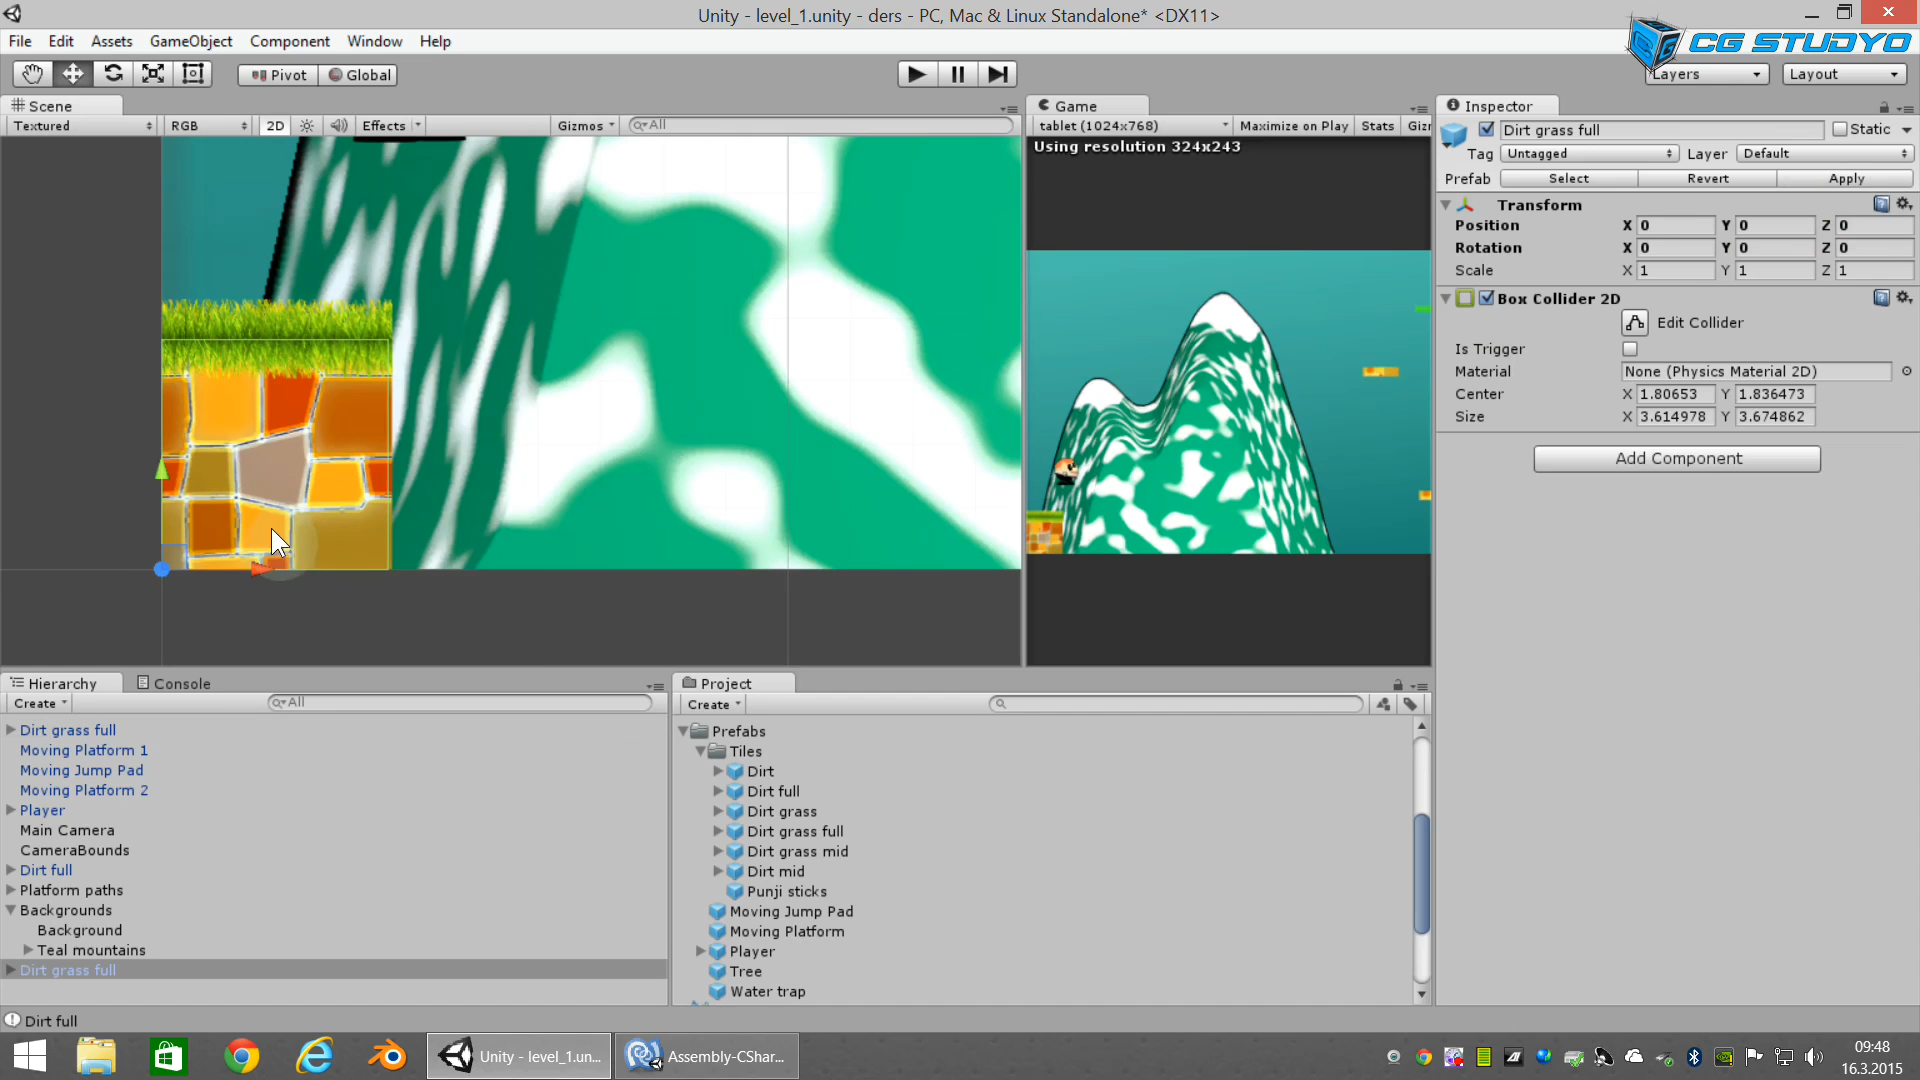 Unity - level_1.unity - ders - PC, Mac & Linux Standalone* <DX11>
File Edit Assets GameObject Component Window Help
CG STUDYO
Pivot Global
Layers Layout
Scene
Textured RGB 2D Effects Gizmos All
Game
tablet (1024x768) Maximize on Play Stats Giz
Using resolution 324x243
Inspector
Dirt grass full Static
Tag Untagged Layer Default
Prefab Select Revert Apply
Transform
Position X 0 Y 0 Z 0
Rotation X 0 Y 0 Z 0
Scale X 1 Y 1 Z 1
Box Collider 2D
Edit Collider
Is Trigger
Material None (Physics Material 2D)
Center X 1.80653 Y 1.836473
Size X 3.614978 Y 3.674862
Add Component
Hierarchy Console
Create All
Dirt grass full
Moving Platform 1
Moving Jump Pad
Moving Platform 2
Player
Main Camera
CameraBounds
Dirt full
Platform paths
Backgrounds
Background
Teal mountains
Dirt grass full
Project
Create
Prefabs
Tiles
Dirt
Dirt full
Dirt grass
Dirt grass full
Dirt grass mid
Dirt mid
Punji sticks
Moving Jump Pad
Moving Platform
Player
Tree
Water trap
Dirt full
Unity - level_1.un...
Assembly-CShar...
09:48
16.3.2015